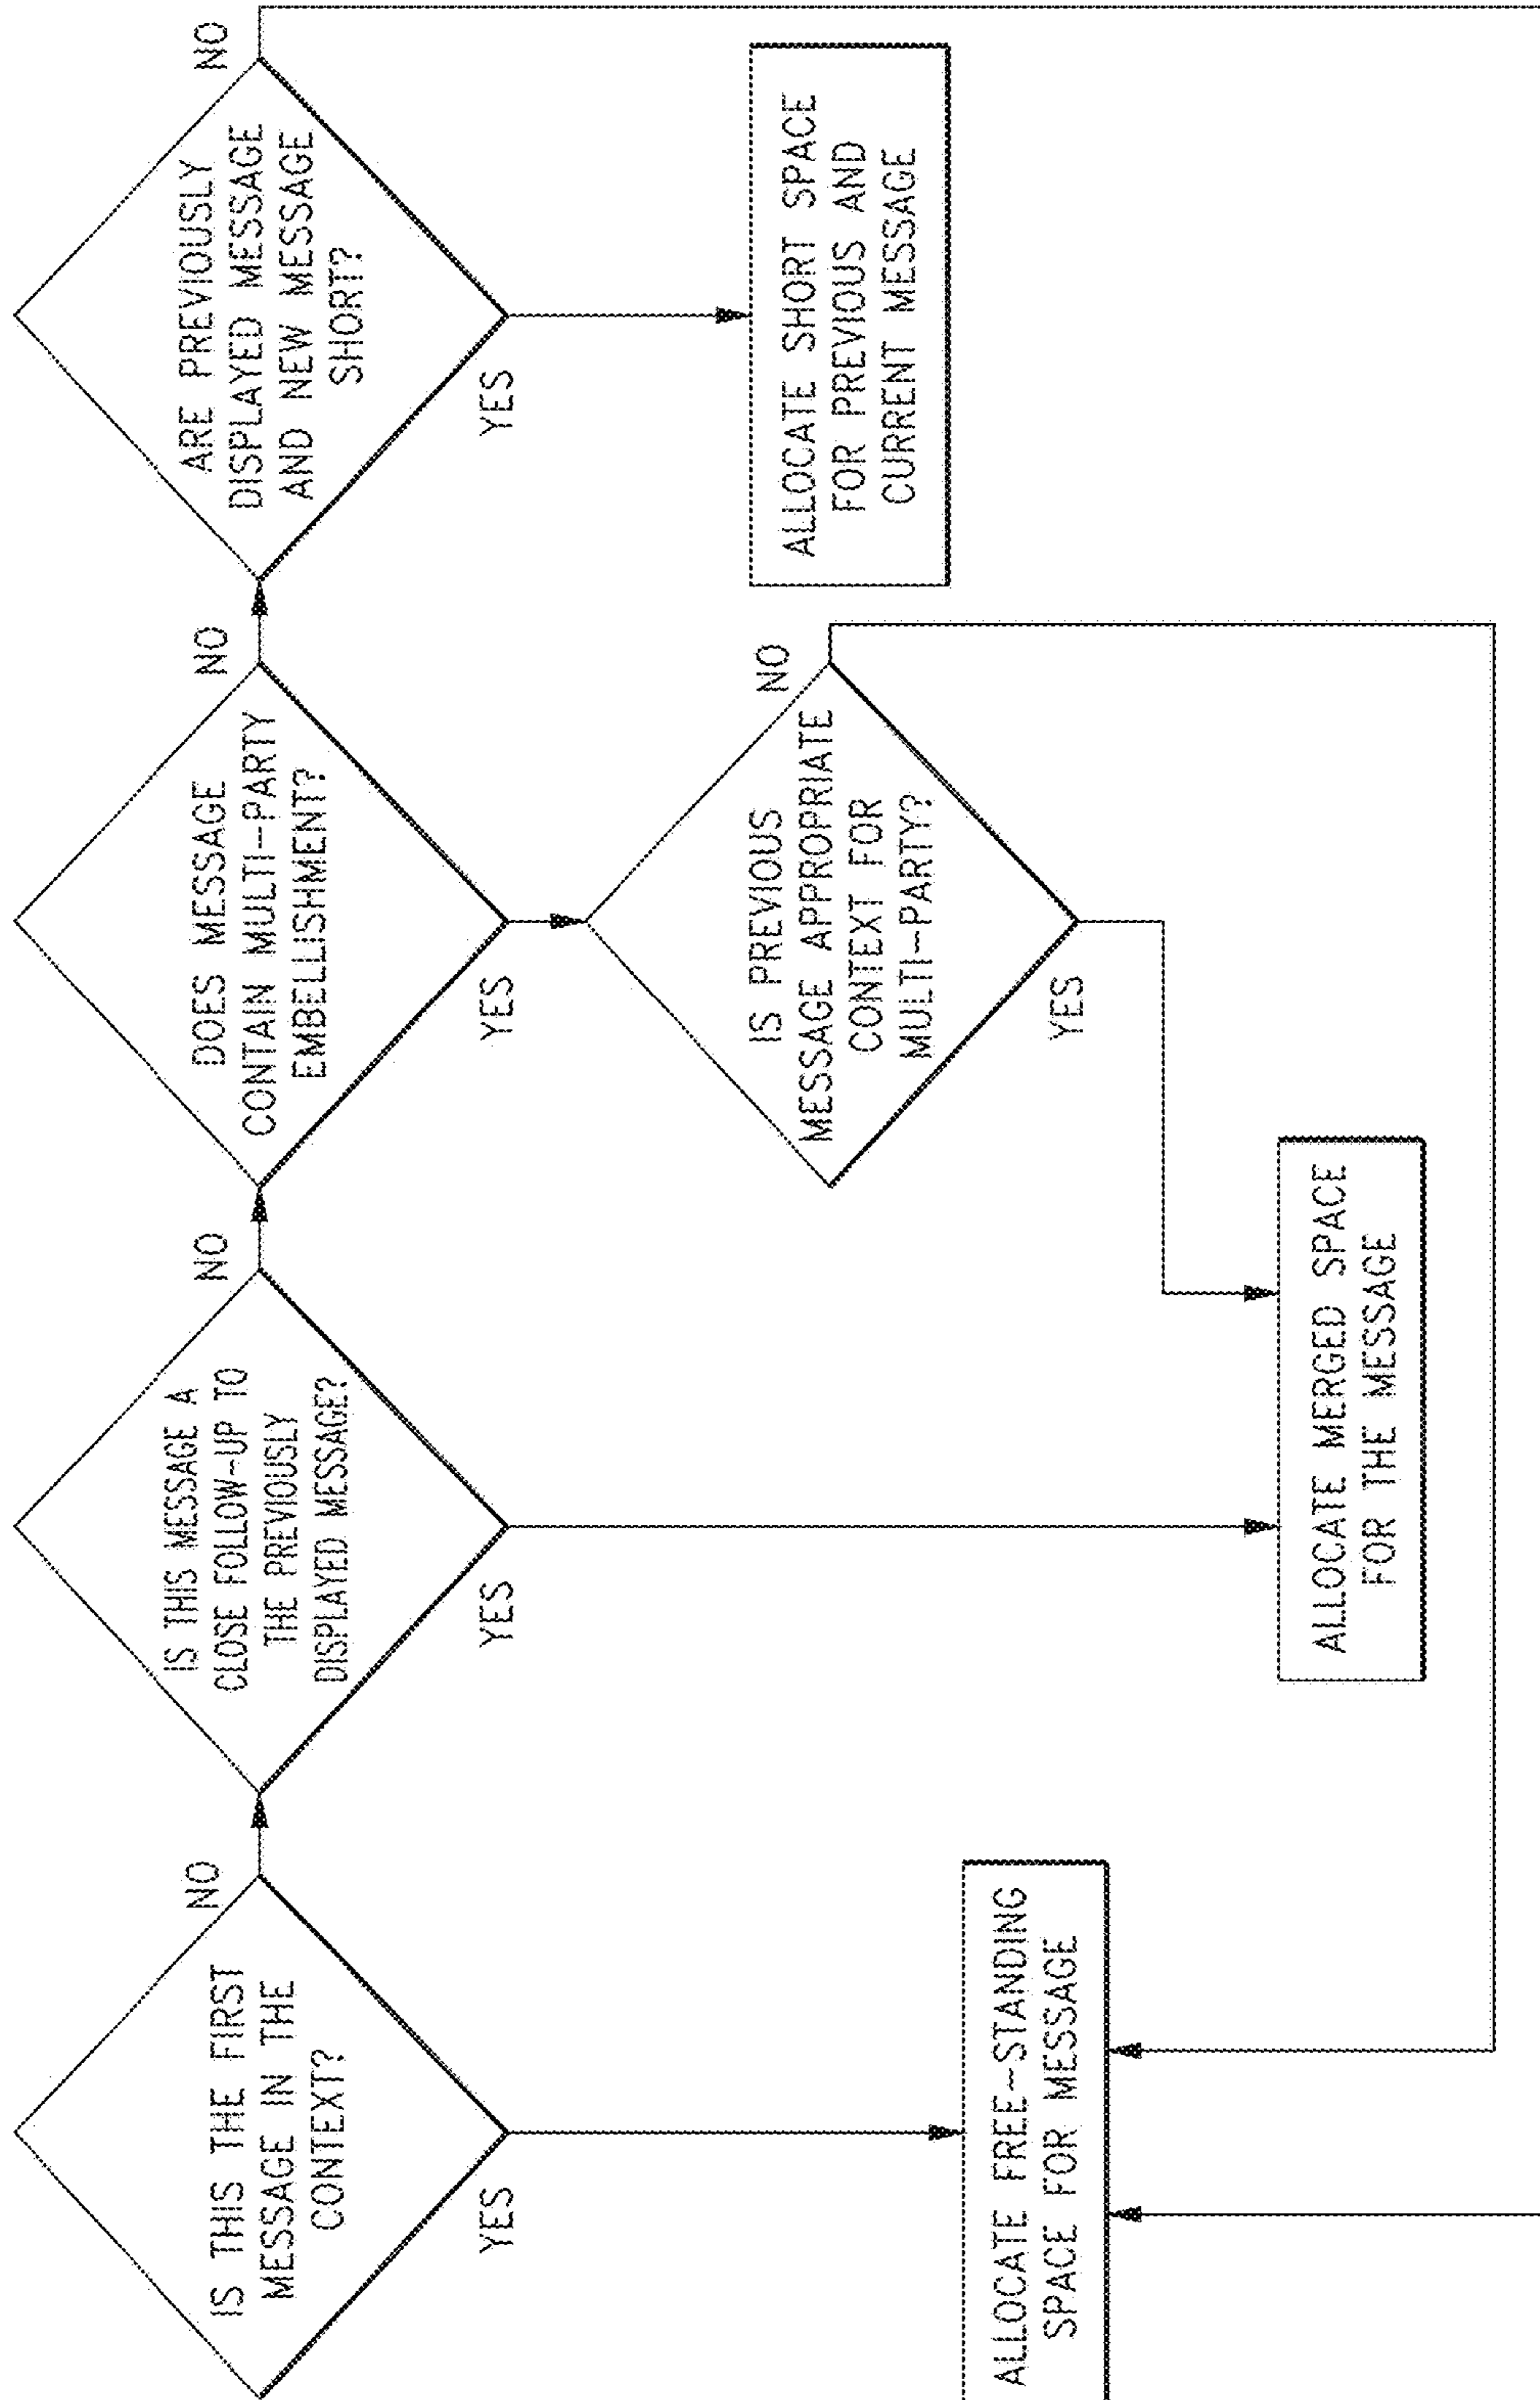 IS THIS THE FIRST
MESSAGE IN THE
CONTEXT?
NO
YES
IS THIS MESSAGE A
CLOSE FOLLOW-UP TO
THE PREVIOUSLY
DISPLAYED MESSAGE?
NO
YES
DOES MESSAGE
CONTAIN MULTI-PARTY
EMBELLISHMENT?
NO
YES
ARE PREVIOUSLY
DISPLAYED MESSAGE
AND NEW MESSAGE
SHORT?
NO
YES
IS PREVIOUS
MESSAGE APPROPRIATE
CONTEXT FOR
MULTI-PARTY?
NO
YES
ALLOCATE SHORT SPACE
FOR PREVIOUS AND
CURRENT MESSAGE
ALLOCATE FREE-STANDING
SPACE FOR MESSAGE
ALLOCATE MERGED SPACE
FOR THE MESSAGE